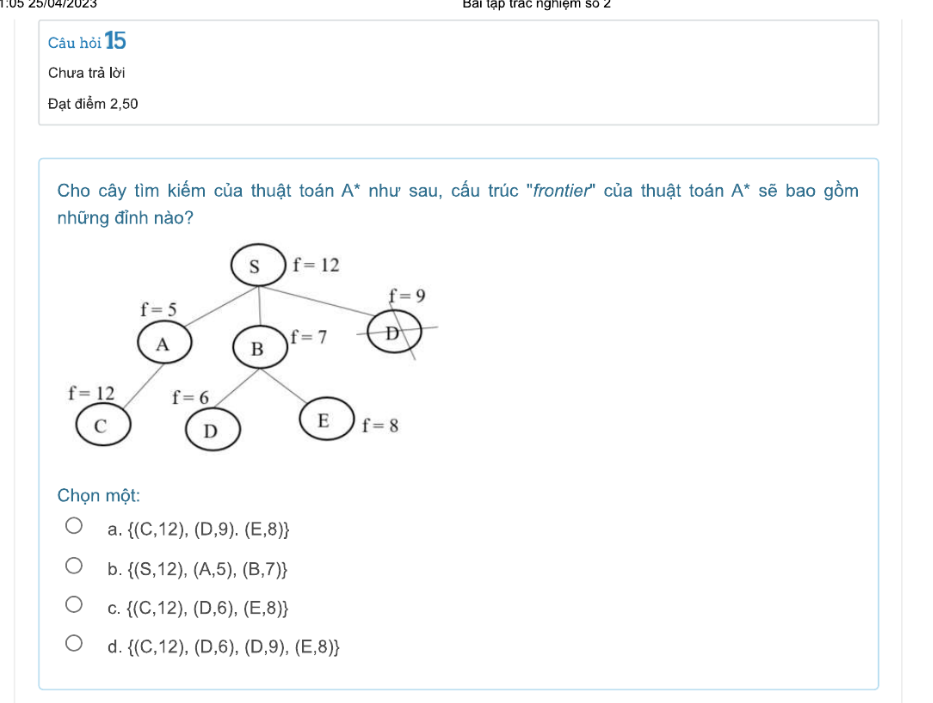 1:05 25/04/2023 Bài tập trắc nghiệm số 2
Câu hỏi 15
Chưa trả lời
Đạt điểm 2,50
Cho cây tìm kiếm của thuật toán A* như sau, cấu trúc "frontier" của thuật toán A* sẽ bao gồm
những đỉnh nào?
S f = 12
f = 9
f = 5
A B f = 7 D
f = 12 f = 6
C D E f = 8
Chọn một:
a. {(C,12), (D,9). (E,8)}
b. {(S,12), (A,5), (B,7)}
c. {(C,12), (D,6), (E,8)}
d. {(C,12), (D,6), (D,9), (E,8)}